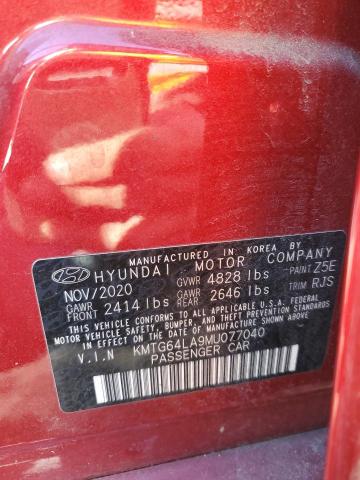 MANUFACTURED IN KOREA BY
HYUNDAI MOTOR COMPANY
NOV/2020 GVWR 4828 lbs PAINT Z5E
GAWR FRONT 2414 lbs GAWR REAR 2646 lbs TRIM RJS
THIS VEHICLE CONFORMS TO ALL APPLICABLE U.S.A. FEDERAL
MOTOR VEHICLE SAFETY, BUMPER, AND THEFT PREVENTION
STANDARDS IN EFFECT ON THE DATE OF MANUFACTURE SHOWN ABOVE.
V.I.N KMTG64LA9MU077040
PASSENGER CAR